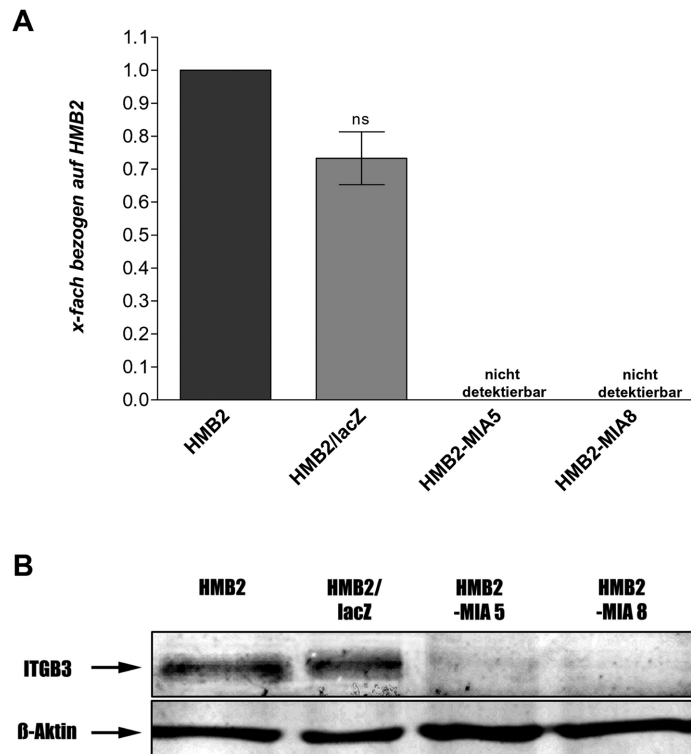 A
x-fach bezogen auf HMB2
1.1
1.0
0.9
0.8
0.7
0.6
0.5
0.4
0.3
0.2
0.1
0.0
ns
nicht
detektierbar
nicht
detektierbar
HMB2
HMB2/lacZ
HMB2-MIA5
HMB2-MIA8
B
HMB2
HMB2/
lacZ
HMB2
-MIA 5
HMB2
-MIA 8
ITGB3
ß-Aktin